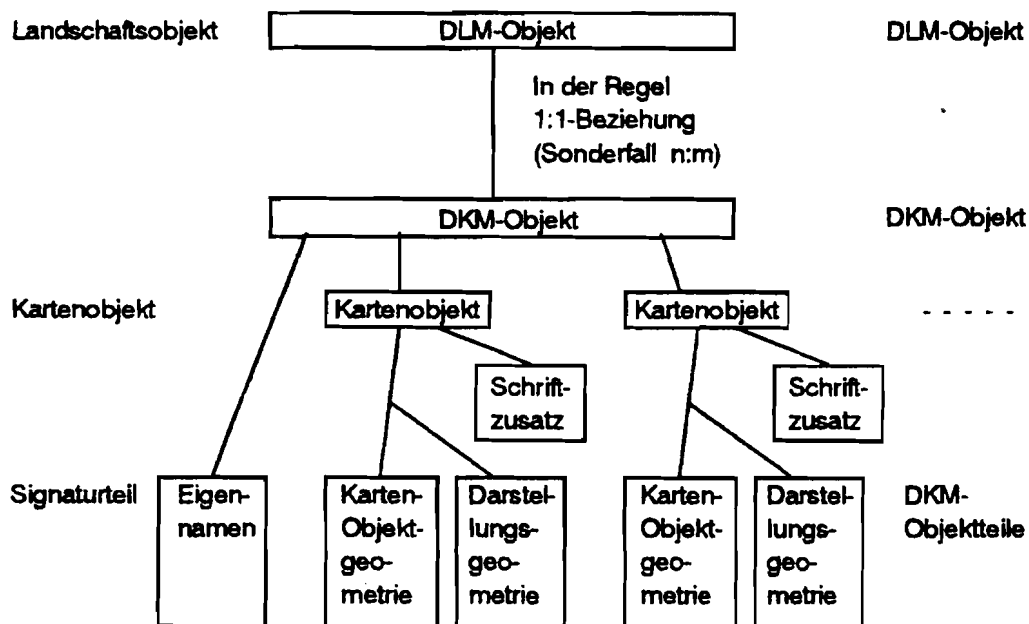 Landschaftsobjekt DLM-Objekt DLM-Objekt
In der Regel
1:1-Beziehung
(Sonderfall n:m)
DKM-Objekt DKM-Objekt
Kartenobjekt Kartenobjekt Kartenobjekt - - - - -
Schrift-
zusatz
Schrift-
zusatz
Signaturteil
Eigen-
namen
Karten-
Objekt-
geo-
metrie
Darstel-
lungs-
geo-
metrie
Karten-
Objekt-
geo-
metrie
Darstel-
lungs-
geo-
metrie
DKM-
Objektteile